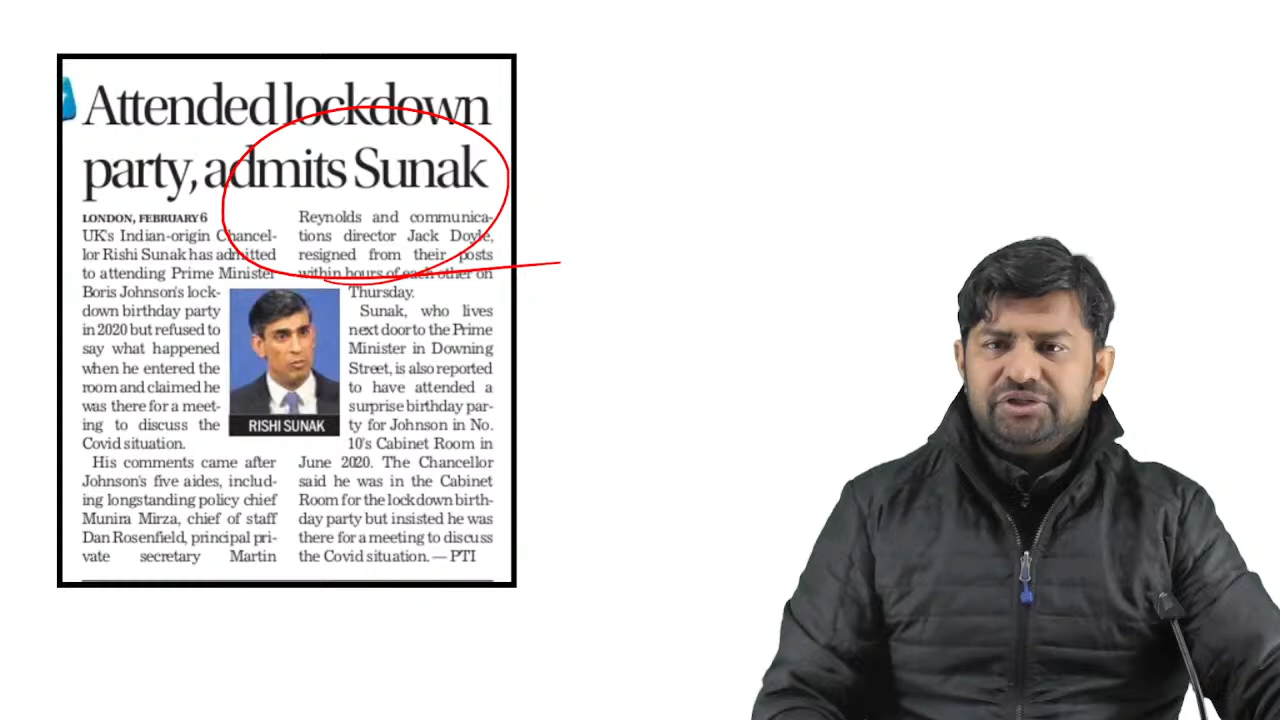 Attended lockdown
party, admits Sunak
LONDON, FEBRUARY 6
UK's Indian-origin Chancel-
lor Rishi Sunak has admitted
to attending Prime Minister
Boris Johnson's lock-
down birthday party
in 2020 but refused to
say what happened
when he entered the
room and claimed he
was there for a meet-
ing to discuss the
Covid situation.
His comments came after
Johnson's five aides, includ-
ing longstanding policy chief
Munira Mirza, chief of staff
Dan Rosenfield, principal pri-
vate secretary Martin
Reynolds and communica-
tions director Jack Doyle,
resigned from their posts
within hours of each other on
Thursday.
Sunak, who lives
next door to the Prime
Minister in Downing
Street, is also reported
to have attended a
surprise birthday par-
ty for Johnson in No.
10's Cabinet Room in
June 2020. The Chancellor
said he was in the Cabinet
Room for the lockdown birth-
day party but insisted he was
there for a meeting to discuss
the Covid situation. — PTI
RISHI SUNAK